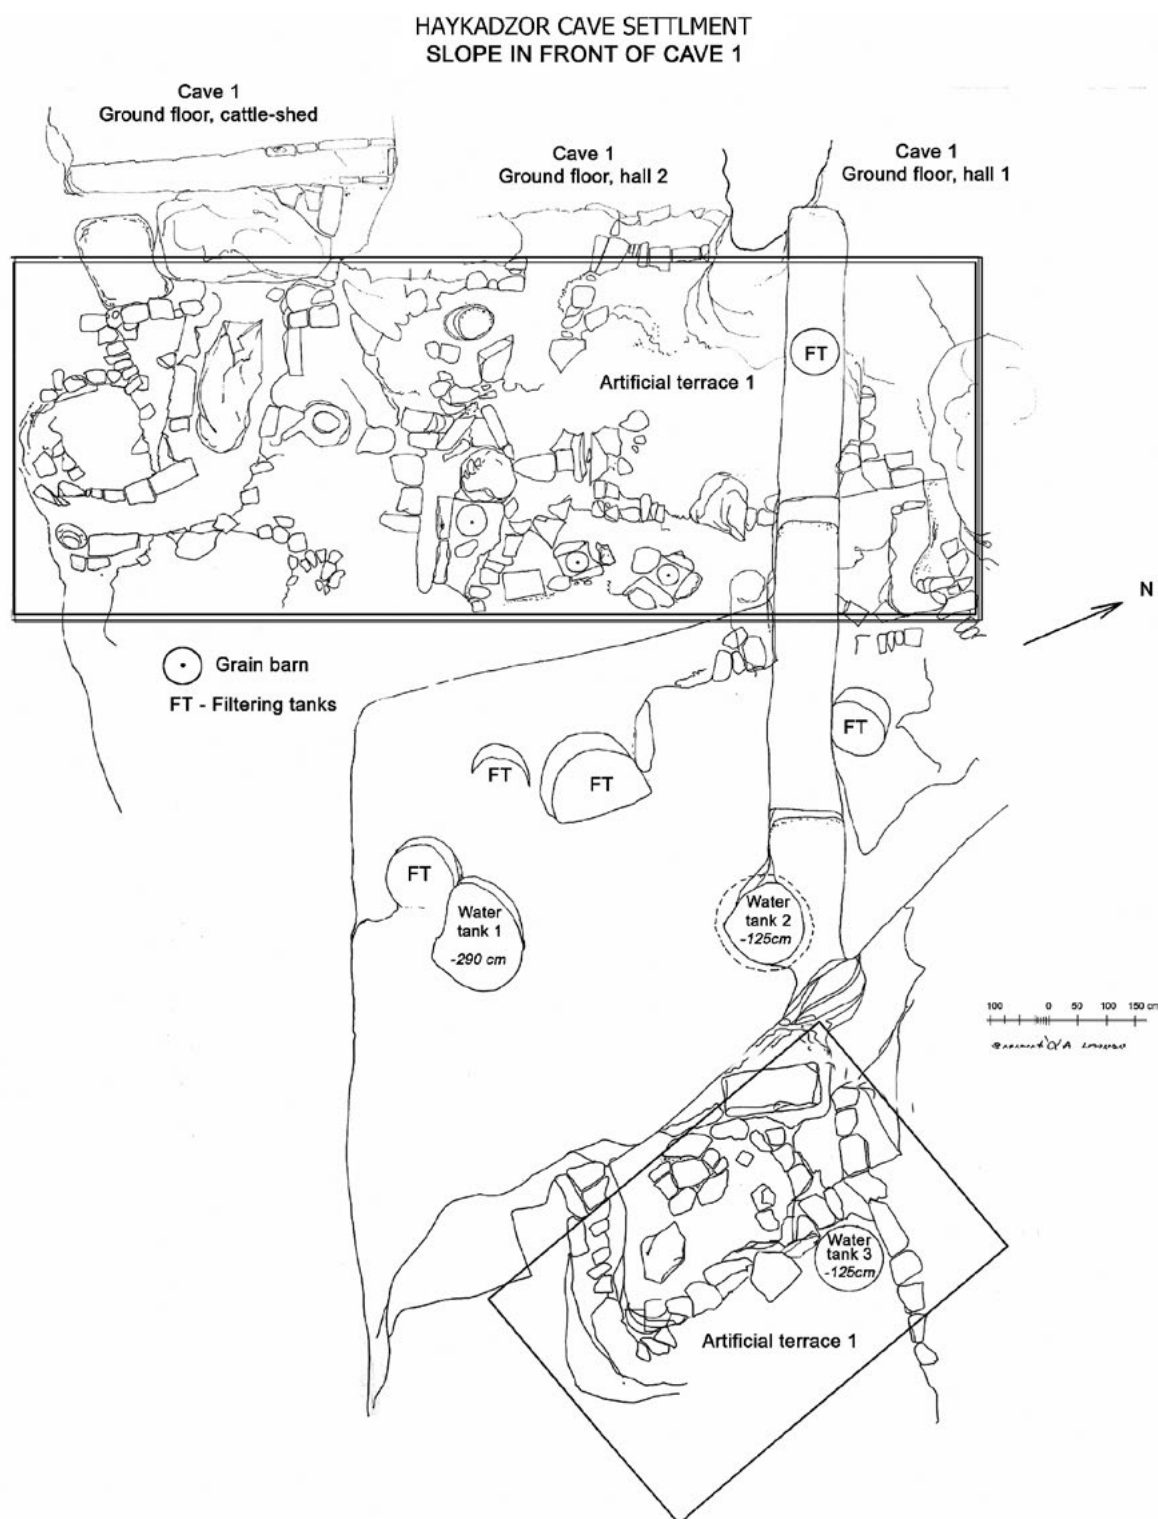 HAYKADZOR CAVE SETTLMENT
SLOPE IN FRONT OF CAVE 1
Cave 1
Ground floor, cattle-shed
Cave 1
Ground floor, hall 2
Cave 1
Ground floor, hall 1
FT
Artificial terrace 1
N
Grain barn
FT - Filtering tanks
FT
FT
FT
FT
Water
tank 1
-290 cm
Water
tank 2
-125cm
100 0 50 100 150 cm
Water
tank 3
-125cm
Artificial terrace 1